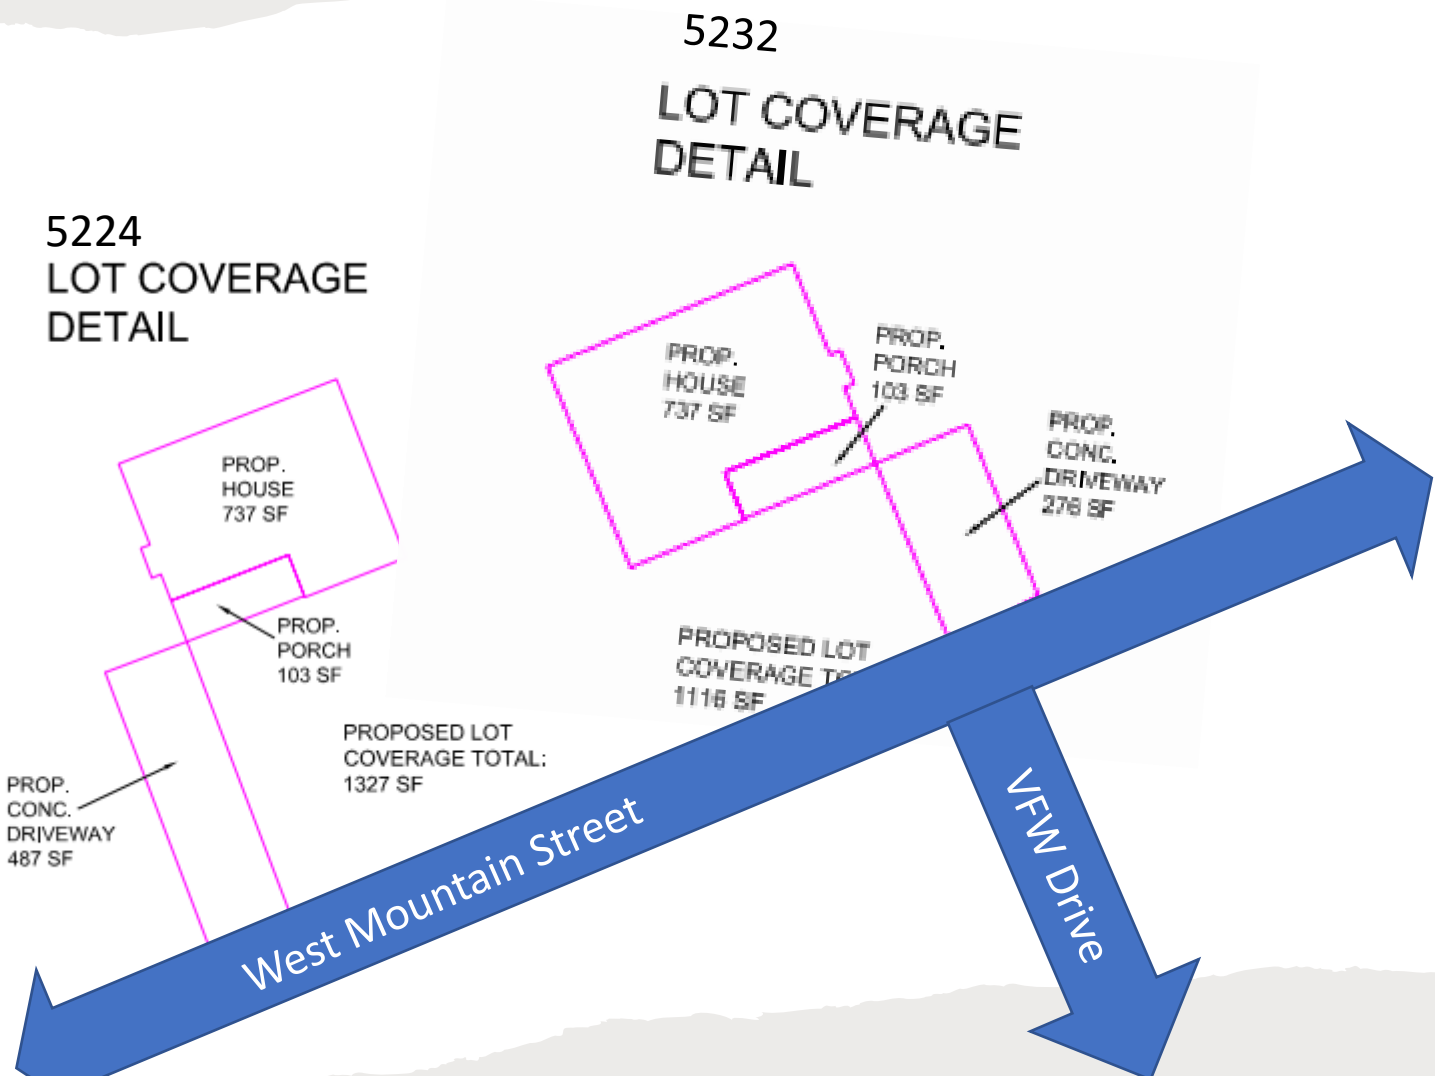 5232
LOT COVERAGE
DETAIL
5224
LOT COVERAGE
DETAIL
PROP.
HOUSE
737 SF
PROP.
PORCH
103 SF
PROP.
CONC.
DRIVEWAY
276 SF
PROPOSED LOT
COVERAGE
1116 SF
PROP.
HOUSE
737 SF
PROP.
PORCH
103 SF
PROPOSED LOT
COVERAGE TOTAL:
1327 SF
PROP.
CONC.
DRIVEWAY
487 SF
West Mountain Street
VFW Drive